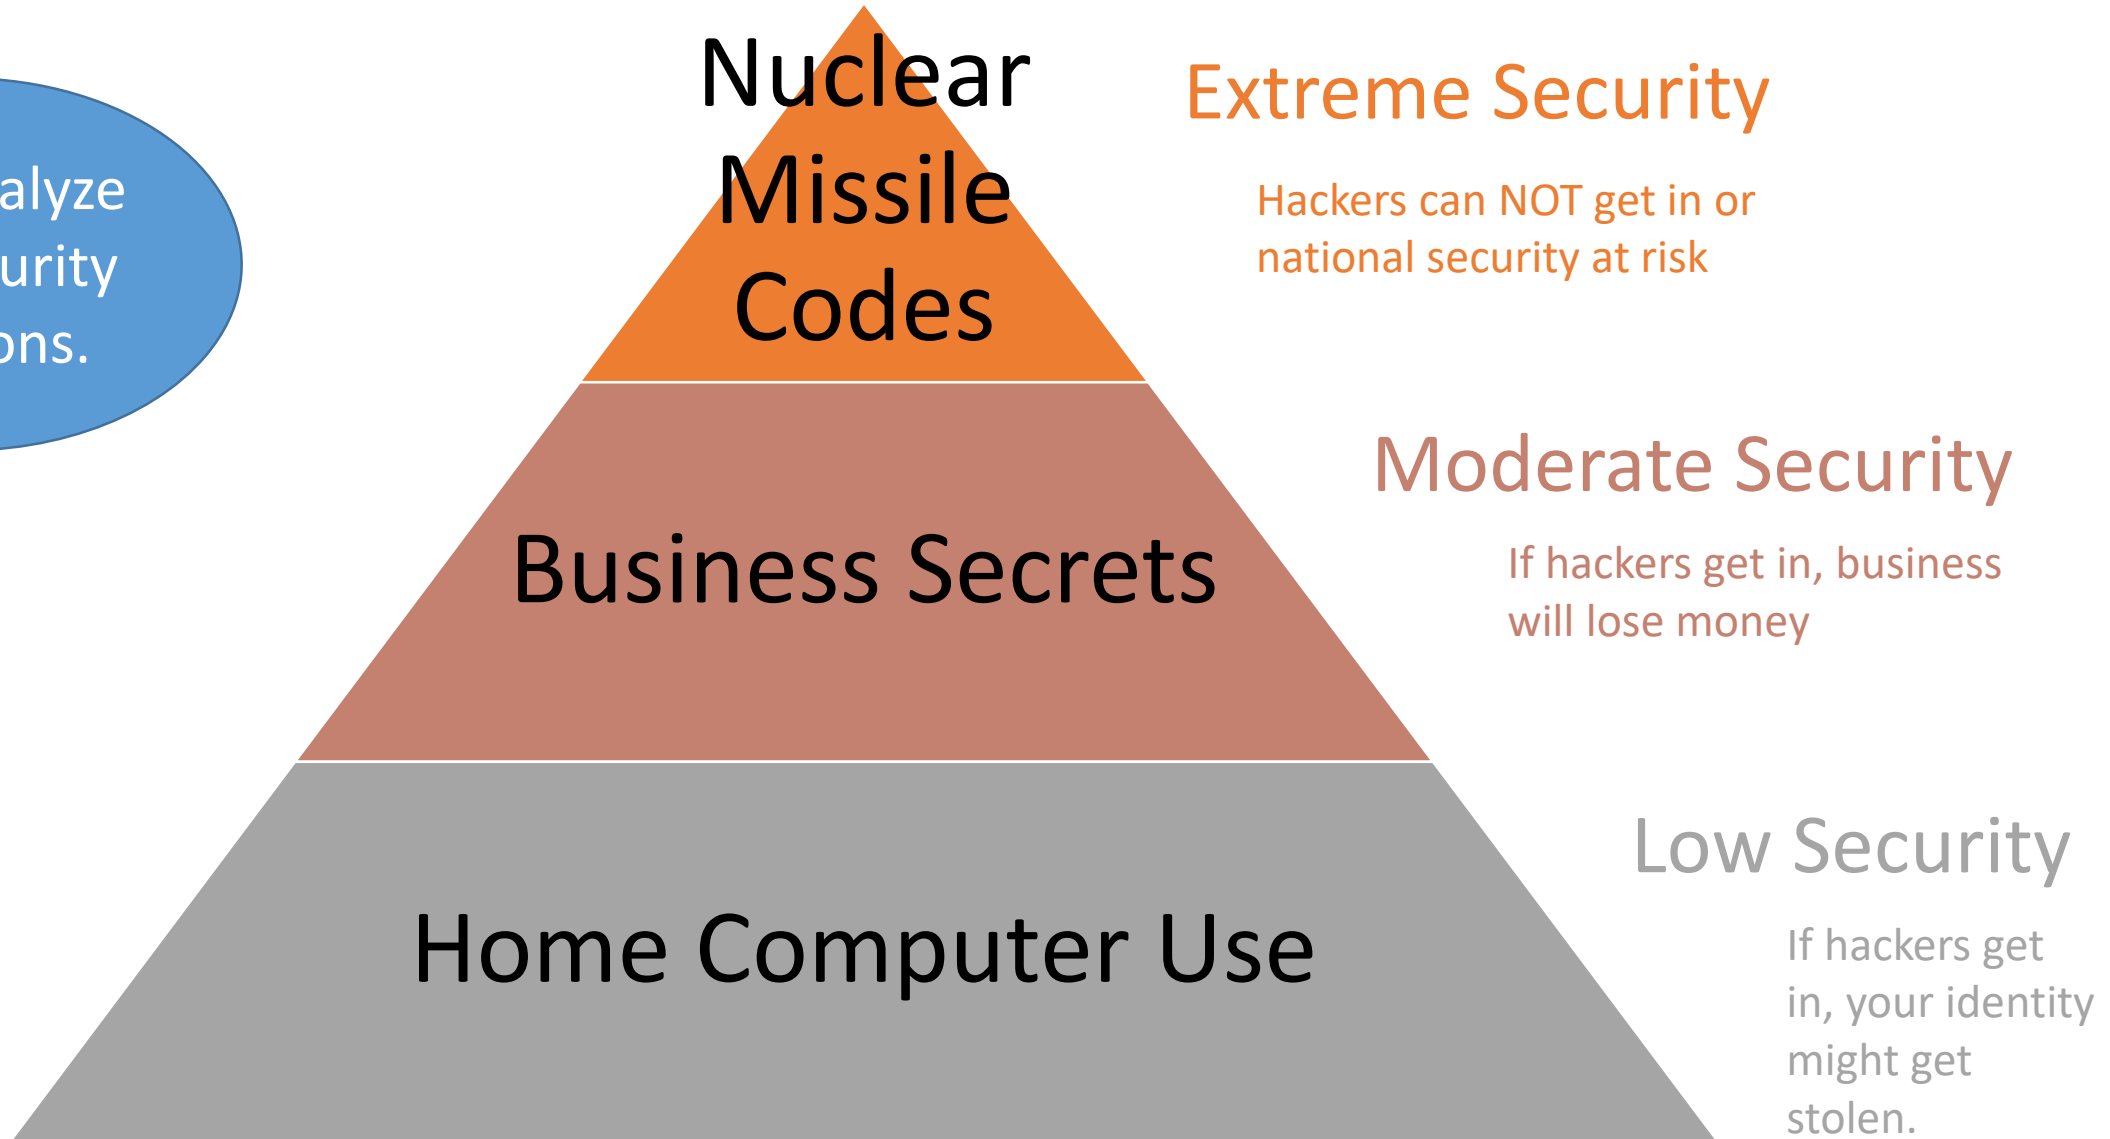 alyze
urity
ons.
Nuclear
Missile
Codes
Extreme Security
Hackers can NOT get in or
national security at risk
Business Secrets
Moderate Security
If hackers get in, business
will lose money
Home Computer Use
Low Security
If hackers get
in, your identity
might get
stolen.